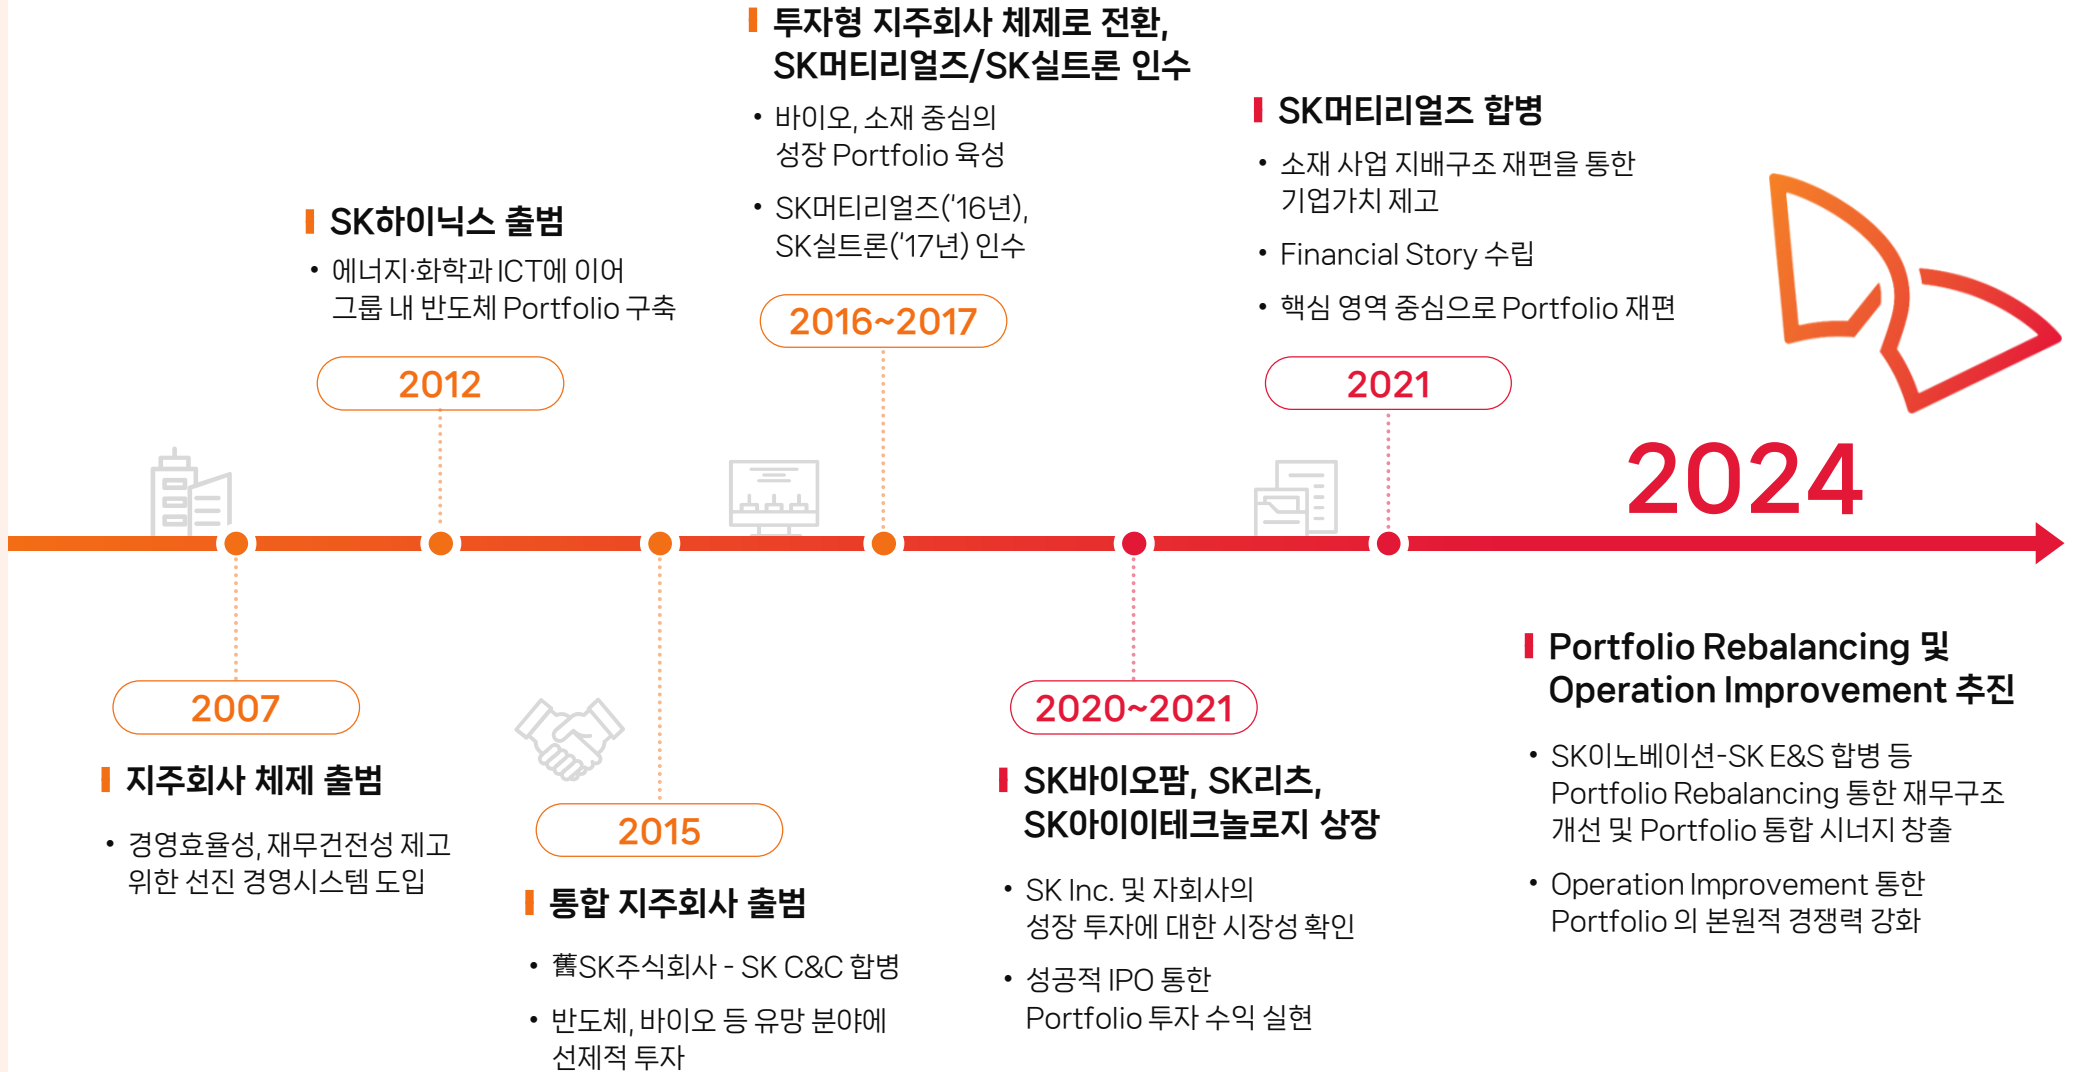 2007
지주회사 체제 출범
• 경영효율성, 재무건전성 제고
위한 선진 경영시스템 도입
SK하이닉스 출범
• 에너지·화학과 ICT에 이어
그룹 내 반도체 Portfolio 구축
2012
2015
통합 지주회사 출범
• 舊SK주식회사 - SK C&C 합병
• 반도체, 바이오 등 유망 분야에
선제적 투자
투자형 지주회사 체제로 전환,
SK머티리얼즈/SK실트론 인수
• 바이오, 소재 중심의
성장 Portfolio 육성
• SK머티리얼즈('16년),
SK실트론('17년) 인수
2016~2017
2020~2021
SK바이오팜, SK리츠,
SK아이이테크놀로지 상장
• SK Inc. 및 자회사의
성장 투자에 대한 시장성 확인
• 성공적 IPO 통한
Portfolio 투자 수익 실현
SK머티리얼즈 합병
• 소재 사업 지배구조 재편을 통한
기업가치 제고
• Financial Story 수립
• 핵심 영역 중심으로 Portfolio 재편
2021
2024
Portfolio Rebalancing 및
Operation Improvement 추진
• SK이노베이션-SK E&S 합병 등
Portfolio Rebalancing 통한 재무구조
개선 및 Portfolio 통합 시너지 창출
• Operation Improvement 통한
Portfolio 의 본원적 경쟁력 강화